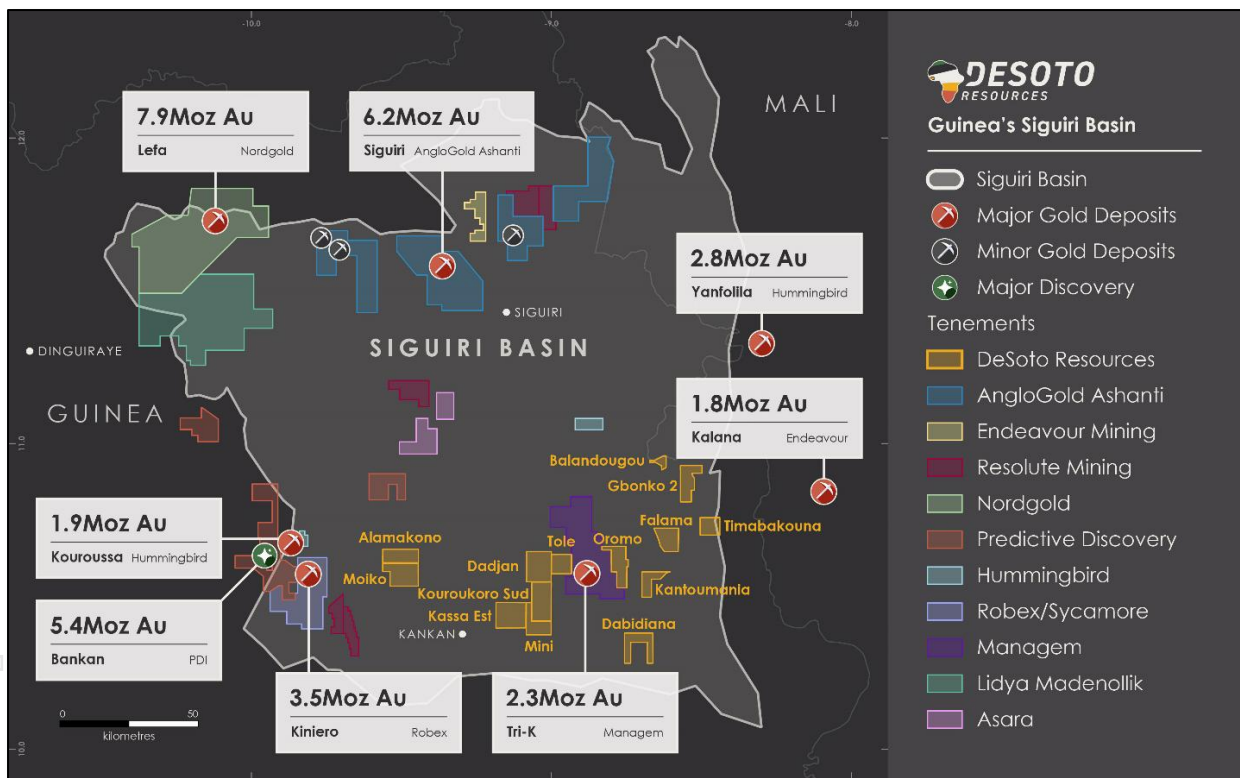 -10.0
-9.0
-8.0
12.0
11.0
10.0
7.9Moz Au
Lefa Nordgold
6.2Moz Au
Siguiri AngloGold Ashanti
MALI
2.8Moz Au
Yanfolila Hummingbird
SIGUIRI
DINGUIRAYE
SIGUIRI BASIN
GUINEA
1.8Moz Au
Kalana Endeavour
Balandougou
Gbonko 2
Falama
Timabakouna
1.9Moz Au
Kouroussa Hummingbird
Alamakono
Moiko
Tole
Oromo
Dadjan
Kouroukoro Sud
Kassa Est
Kantoumania
KANKAN
Mini
Dabidiana
5.4Moz Au
Bankan PDI
3.5Moz Au
Kiniero Robex
2.3Moz Au
Tri-K Managem
0 50
kilometres
DESOTO
RESOURCES
Guinea's Siguiri Basin
Siguiri Basin
Major Gold Deposits
Minor Gold Deposits
Major Discovery
Tenements
DeSoto Resources
AngloGold Ashanti
Endeavour Mining
Resolute Mining
Nordgold
Predictive Discovery
Hummingbird
Robex/Sycamore
Managem
Lidya Madenollik
Asara